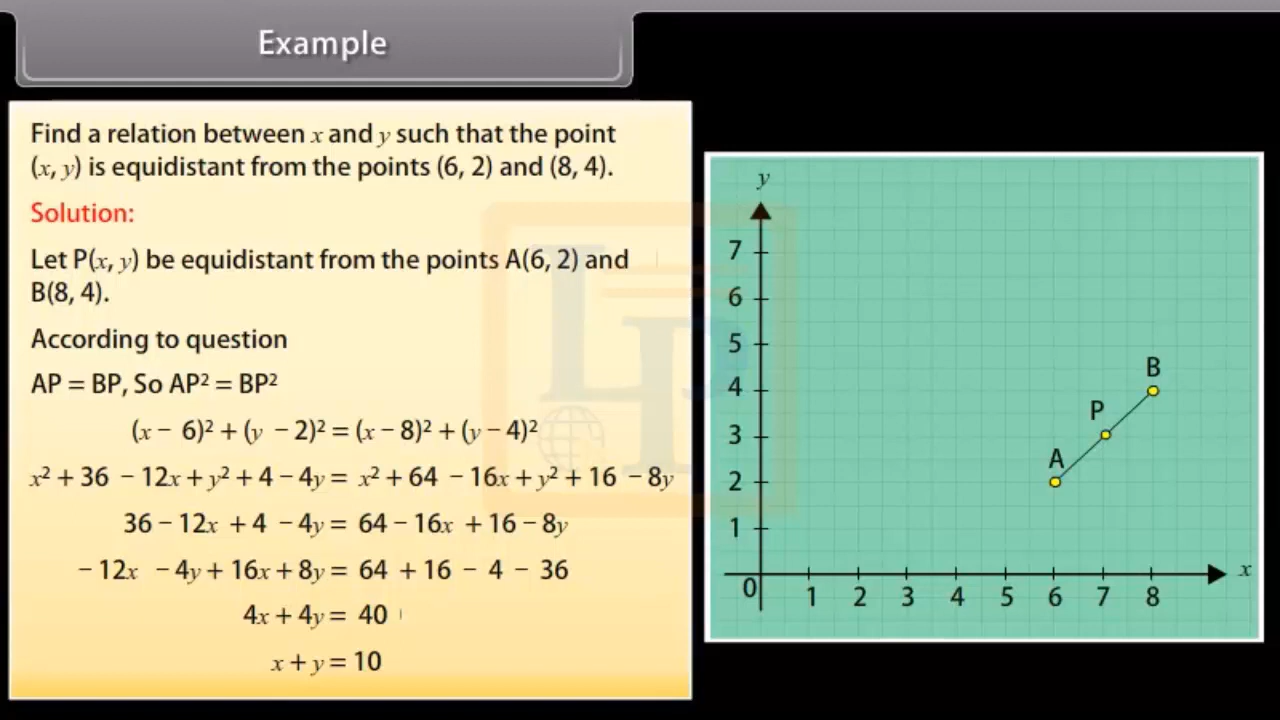 Example
Find a relation between x and y such that the point
(x, y) is equidistant from the points (6, 2) and (8, 4).
Solution:
Let P(x, y) be equidistant from the points A(6, 2) and
B(8, 4).
According to question
AP = BP, So AP² = BP²
(x − 6)² + (y − 2)² = (x − 8)² + (y − 4)²
x² + 36 − 12x + y² + 4 − 4y = x² + 64 − 16x + y² + 16 − 8y
36 − 12x + 4 − 4y = 64 − 16x + 16 − 8y
− 12x − 4y + 16x + 8y = 64 + 16 − 4 − 36
4x + 4y = 40
x + y = 10
y
7
6
5
4
3
2
1
0
B
P
A
1 2 3 4 5 6 7 8
x